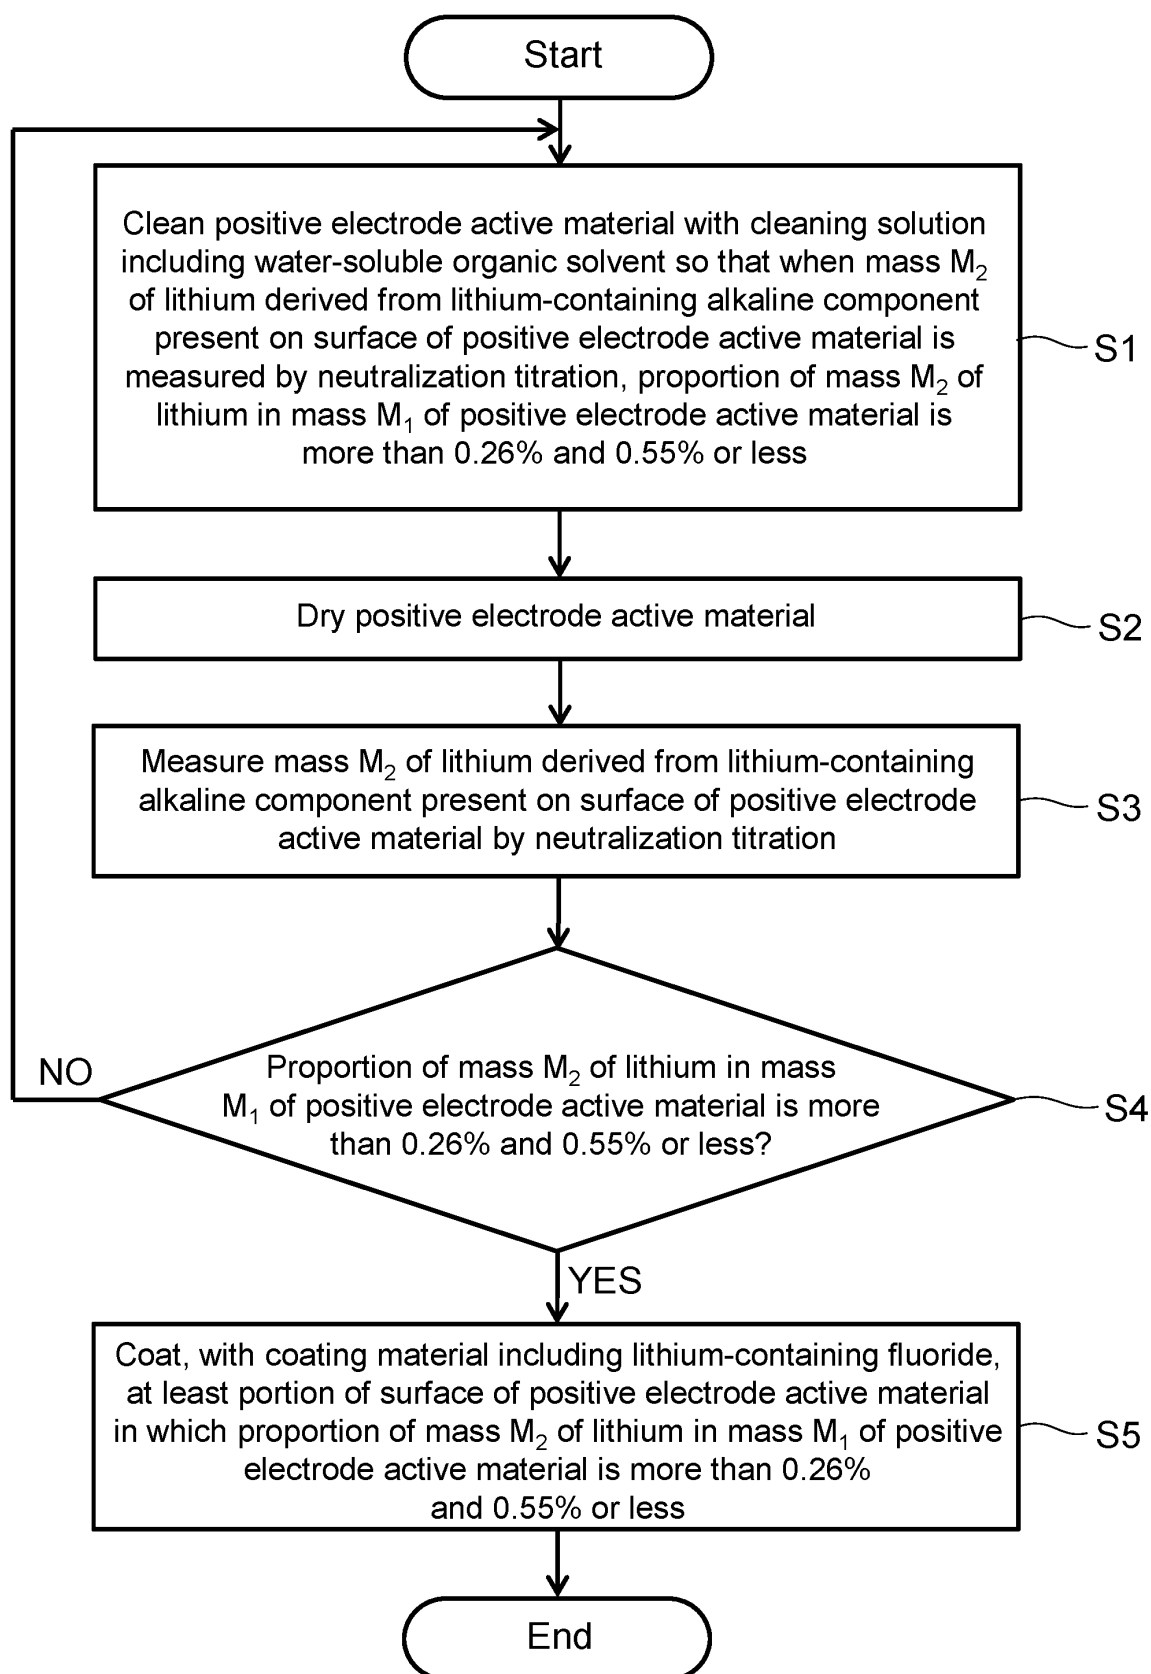 Start
Clean positive electrode active material with cleaning solution
including water-soluble organic solvent so that when mass M2
of lithium derived from lithium-containing alkaline component
present on surface of positive electrode active material is
measured by neutralization titration, proportion of mass M2 of
lithium in mass M1 of positive electrode active material is
more than 0.26% and 0.55% or less
S1
Dry positive electrode active material
S2
Measure mass M2 of lithium derived from lithium-containing
alkaline component present on surface of positive electrode
active material by neutralization titration
S3
Proportion of mass M2 of lithium in mass
M1 of positive electrode active material is more
than 0.26% and 0.55% or less?
S4
NO
YES
Coat, with coating material including lithium-containing fluoride,
at least portion of surface of positive electrode active material
in which proportion of mass M2 of lithium in mass M1 of positive
electrode active material is more than 0.26%
and 0.55% or less
S5
End